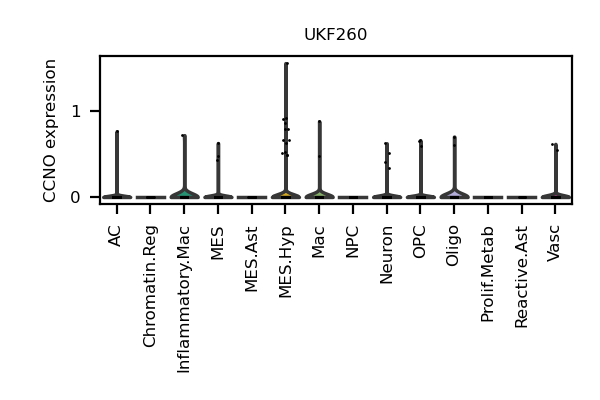 UKF260
CCNO expression
1
0
AC
Chromatin.Reg
Inflammatory.Mac
MES
MES.Ast
MES.Hyp
Mac
NPC
Neuron
OPC
Oligo
Prolif.Metab
Reactive.Ast
Vasc